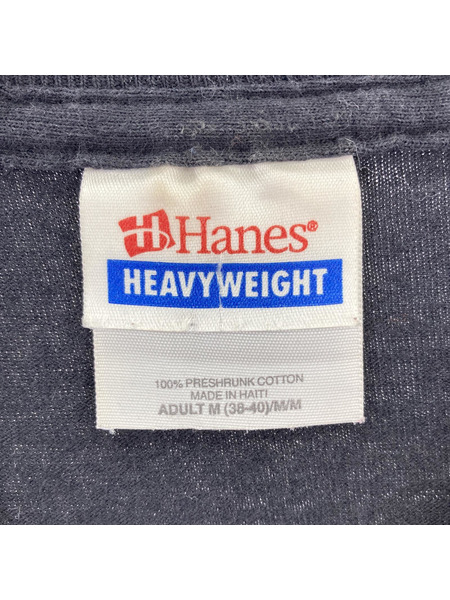 H Hanes®
HEAVYWEIGHT
100% PRESHRUNK COTTON
MADE IN HAITI
ADULT M (38-40)/M/M